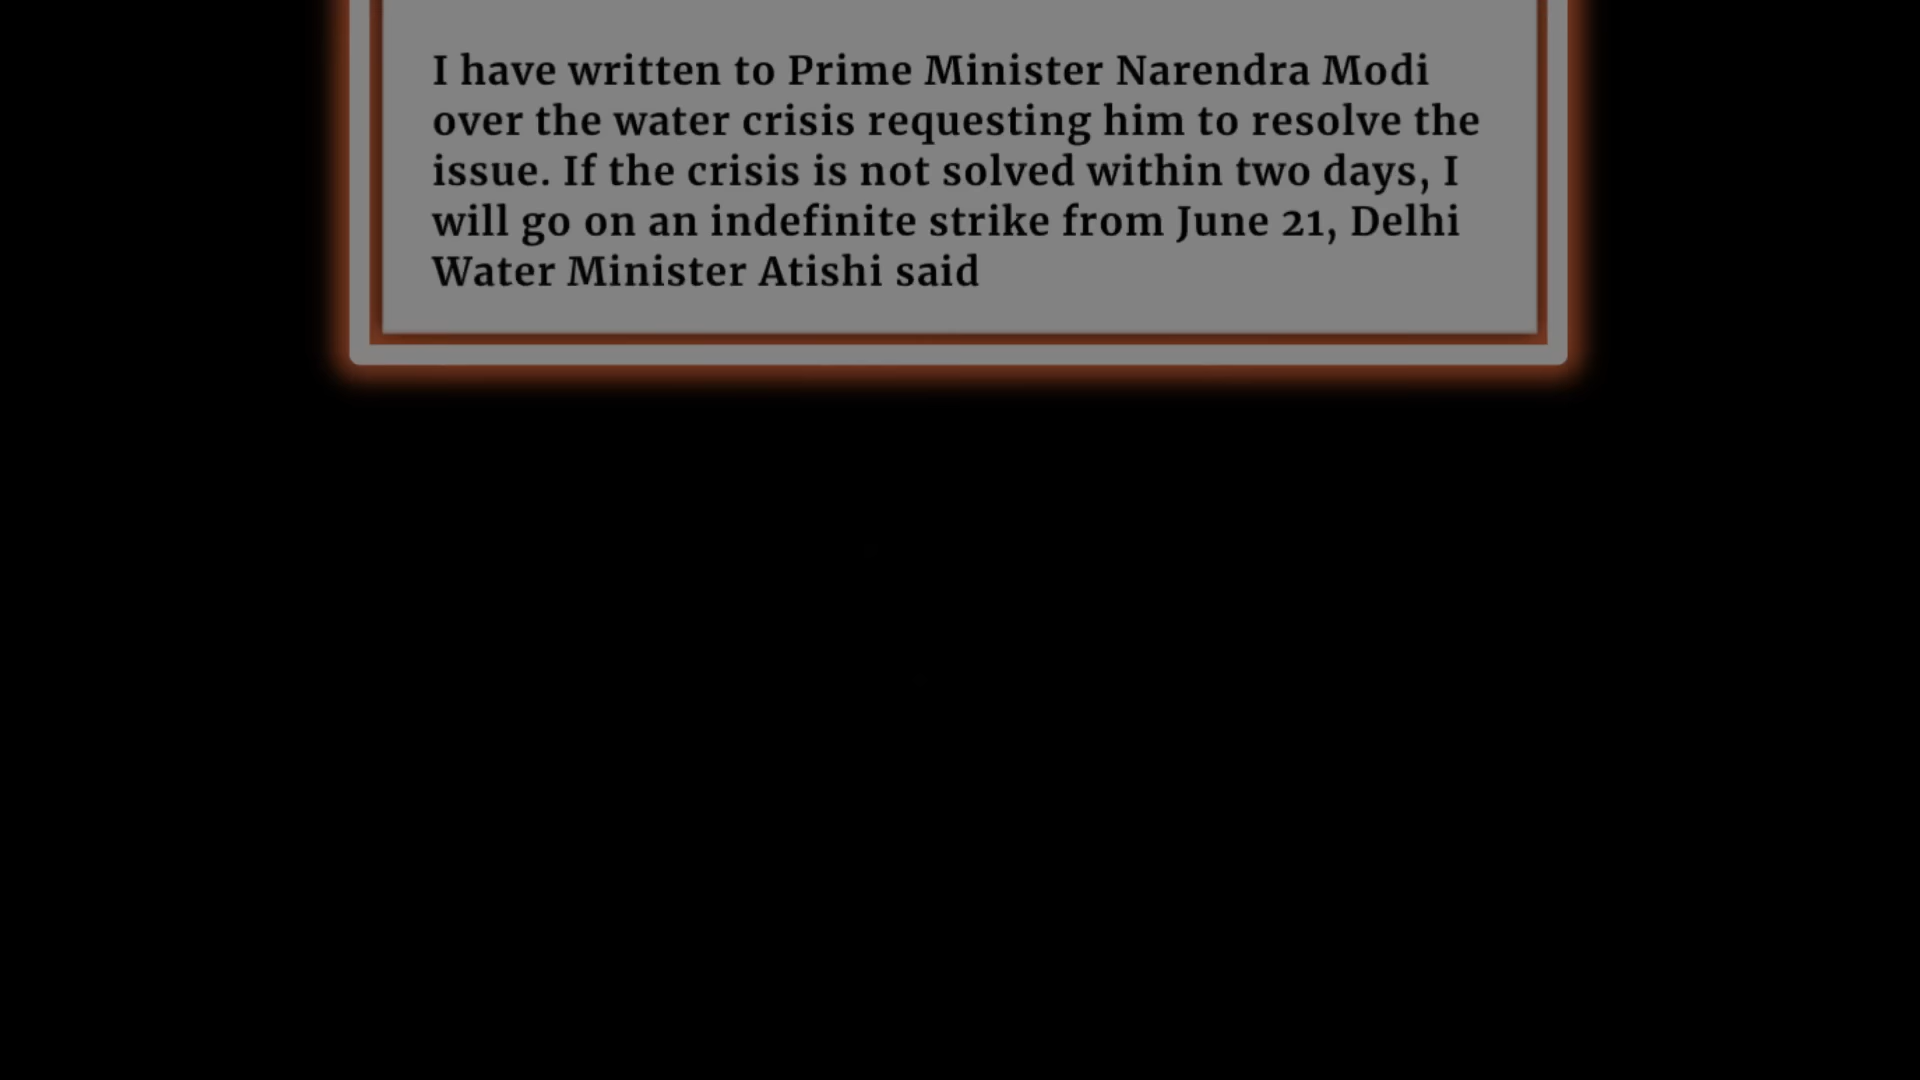 I have written to Prime Minister Narendra Modi
over the water crisis requesting him to resolve the
issue. If the crisis is not solved within two days, I
will go on an indefinite strike from June 21, Delhi
Water Minister Atishi said